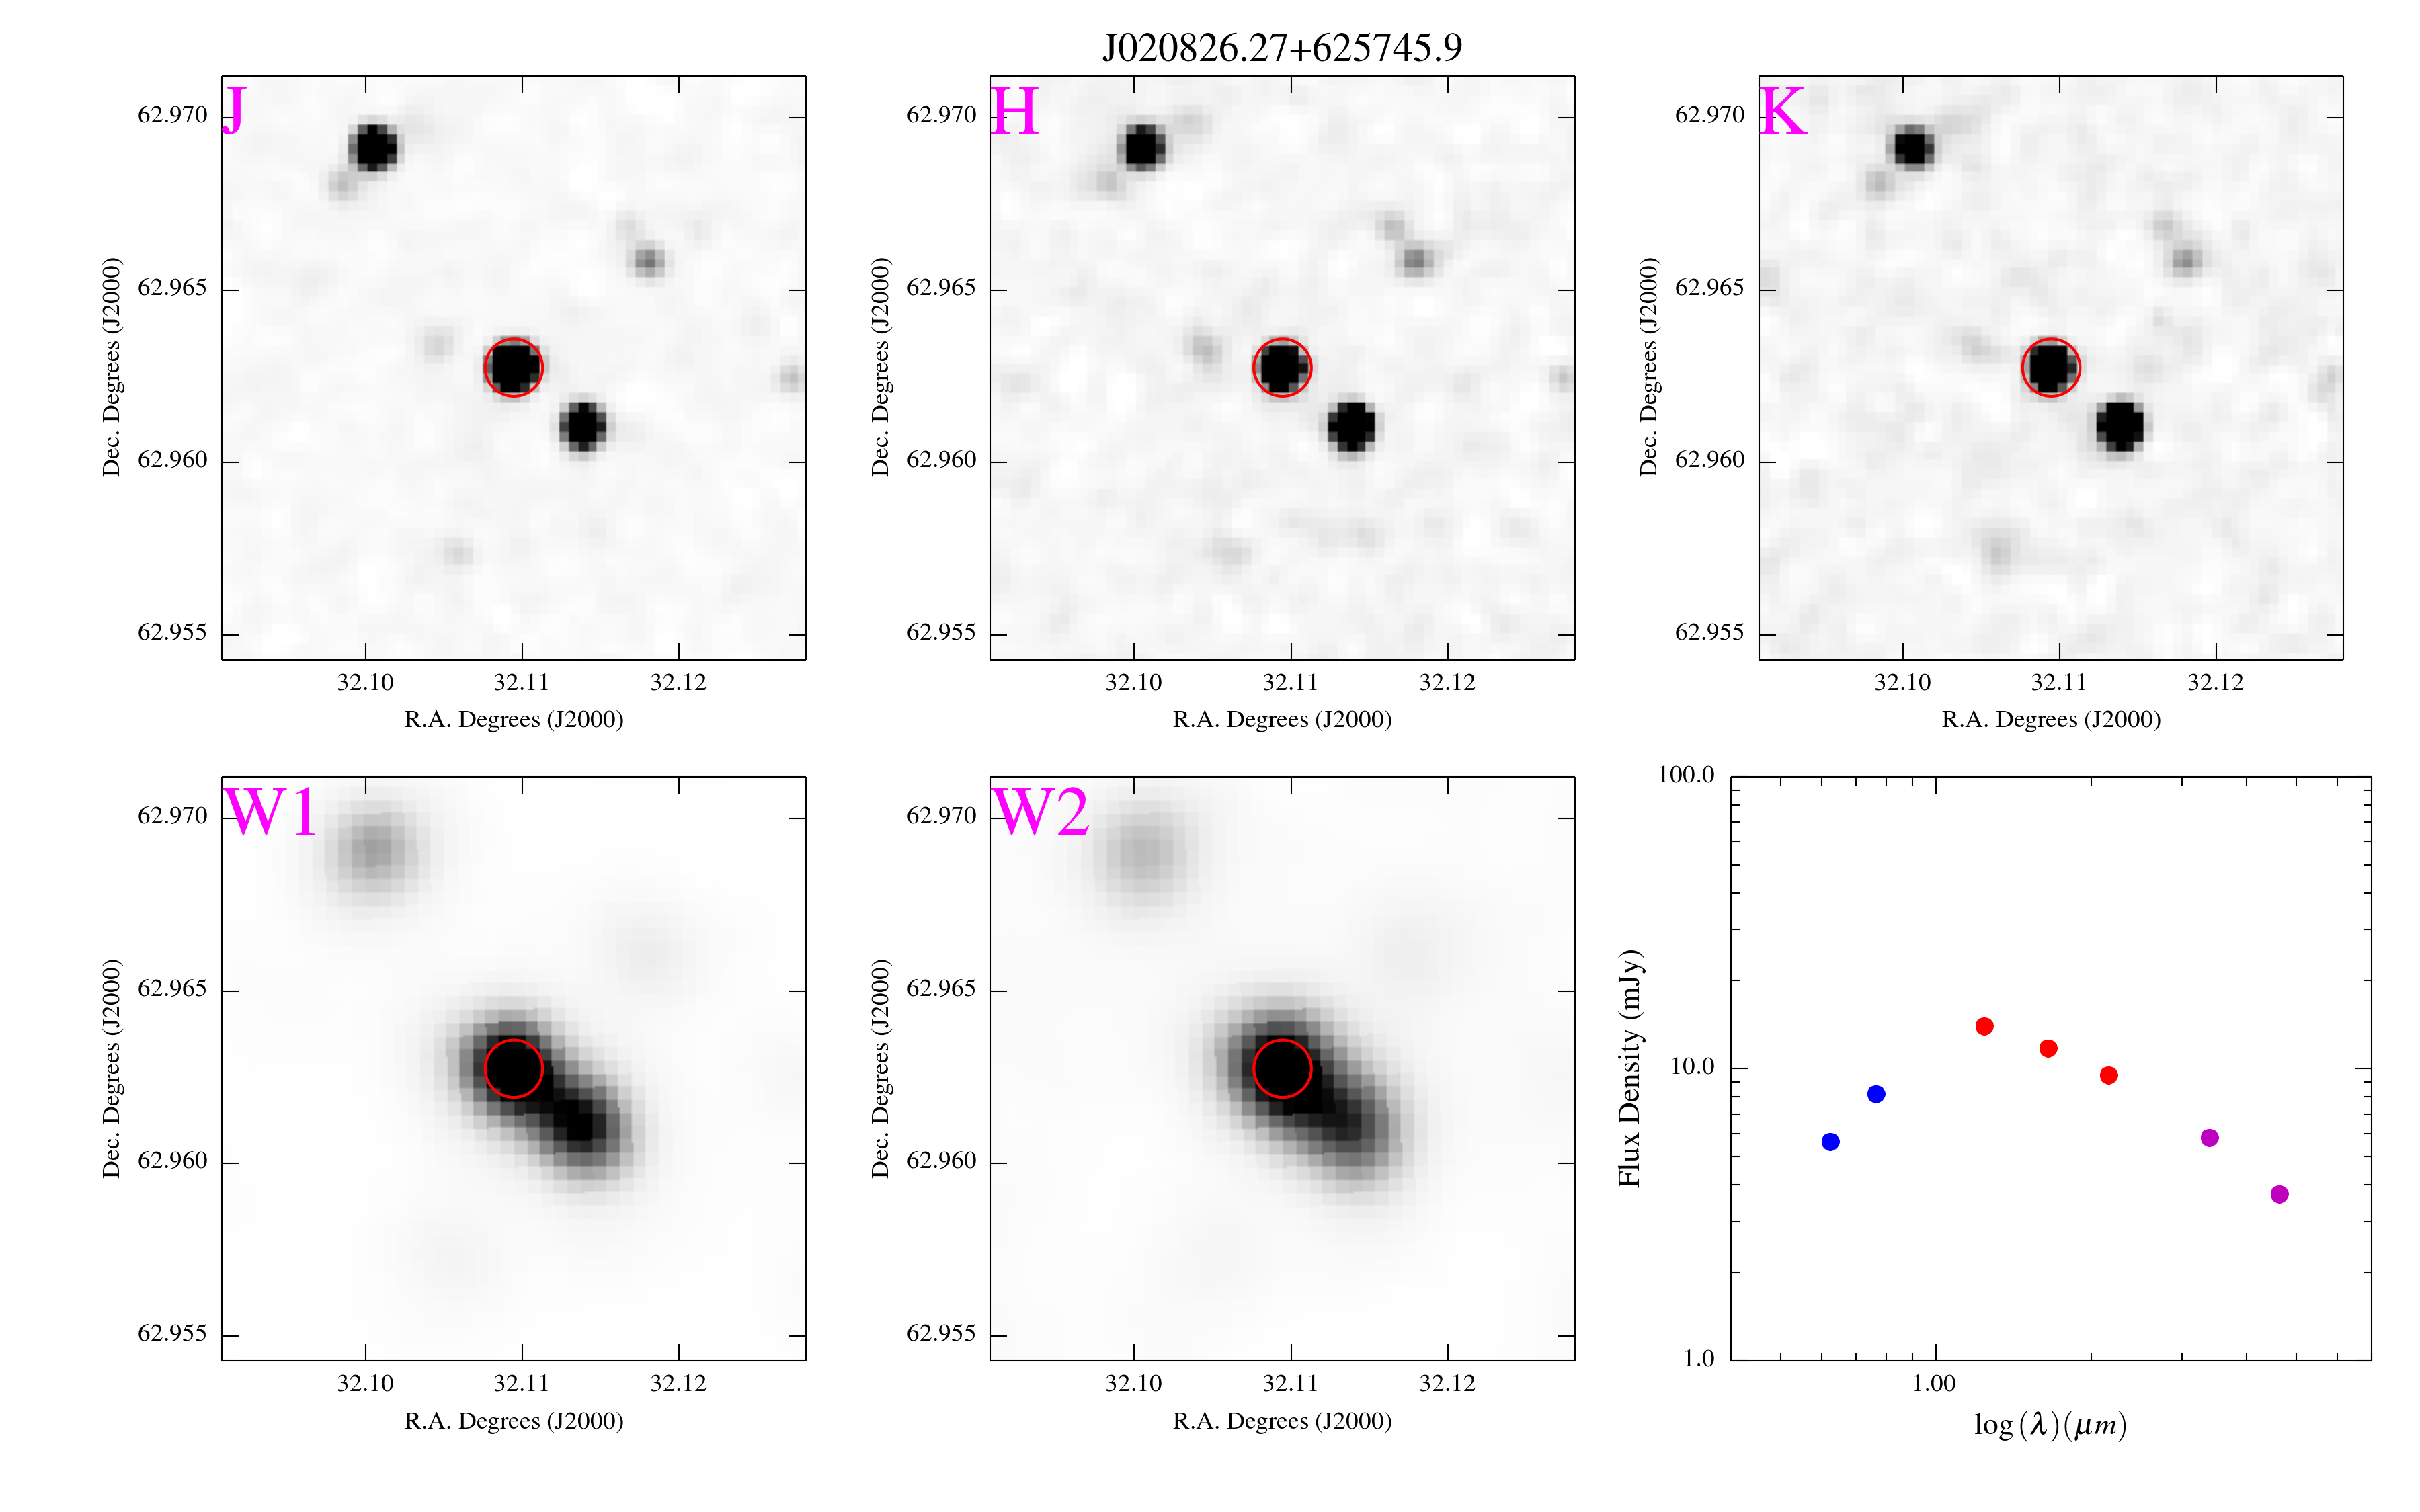 J020826.27+625745.9
J
62.970
62.965
62.960
62.955
Dec. Degrees (J2000)
32.10 32.11 32.12
R.A. Degrees (J2000)
H
62.970
62.965
62.960
62.955
Dec. Degrees (J2000)
32.10 32.11 32.12
R.A. Degrees (J2000)
K
62.970
62.965
62.960
62.955
Dec. Degrees (J2000)
32.10 32.11 32.12
R.A. Degrees (J2000)
W1
62.970
62.965
62.960
62.955
Dec. Degrees (J2000)
32.10 32.11 32.12
R.A. Degrees (J2000)
W2
62.970
62.965
62.960
62.955
Dec. Degrees (J2000)
32.10 32.11 32.12
R.A. Degrees (J2000)
100.0
10.0
1.0
Flux Density (mJy)
1.00
log(λ)(μm)